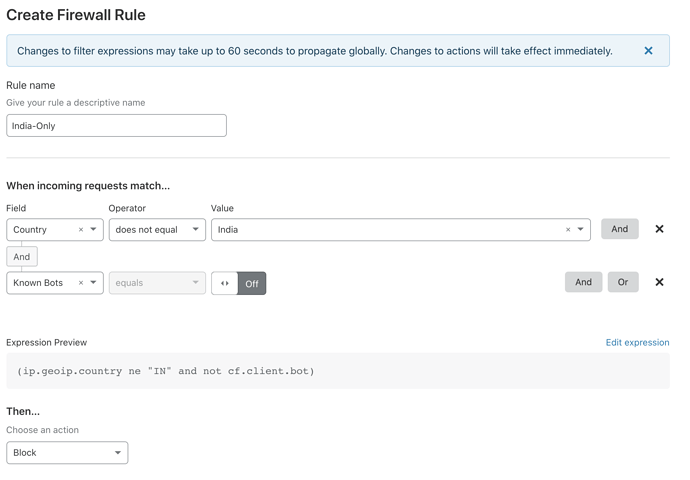 Create Firewall Rule
Changes to filter expressions may take up to 60 seconds to propagate globally. Changes to actions will take effect immediately.
Rule name
Give your rule a descriptive name
India-Only
When incoming requests match...
Field Operator Value
Country does not equal India And
And
Known Bots equals Off And Or
Expression Preview Edit expression
(ip.geoip.country ne "IN" and not cf.client.bot)
Then...
Choose an action
Block